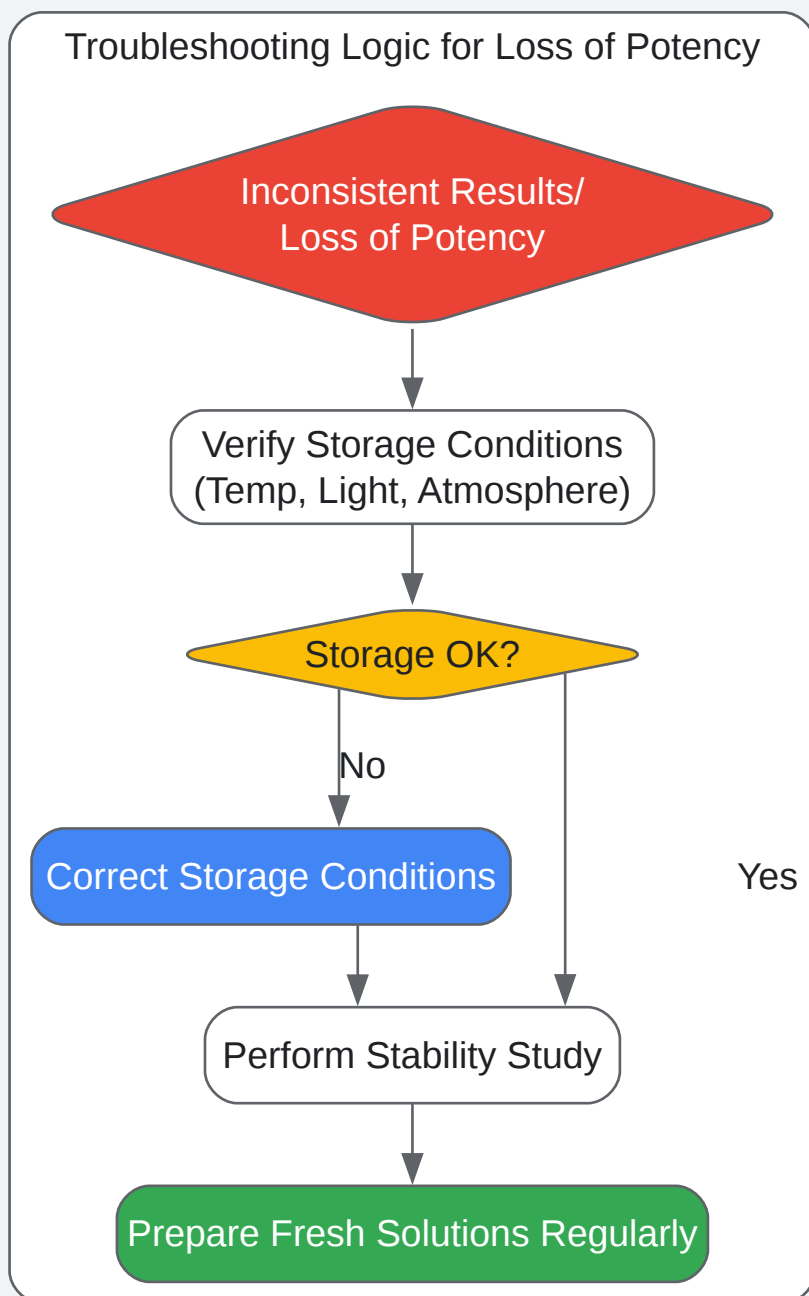 Troubleshooting Logic for Loss of Potency
Inconsistent Results/
Loss of Potency
Verify Storage Conditions
(Temp, Light, Atmosphere)
Storage OK?
No
Correct Storage Conditions
Yes
Perform Stability Study
Prepare Fresh Solutions Regularly